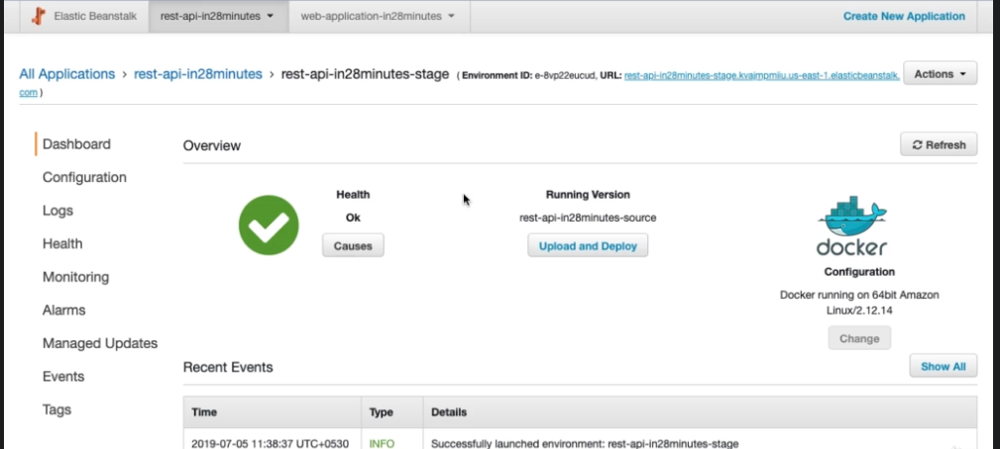 Elastic Beanstalk rest-api-in28minutes web-application-in28minutes Create New Application
All Applications > rest-api-in28minutes > rest-api-in28minutes-stage ( Environment ID: e-8vp22eucud, URL: rest-api-in28minutes-stage.kvajmpmiiu.us-east-1.elasticbeanstalk.
com )
Actions
Dashboard
Configuration
Logs
Health
Monitoring
Alarms
Managed Updates
Events
Tags
Overview
Refresh
Health
Ok
Causes
Running Version
rest-api-in28minutes-source
Upload and Deploy
docker
Configuration
Docker running on 64bit Amazon
Linux/2.12.14
Change
Recent Events
Show All
Time Type Details
2019-07-05 11:38:37 UTC+0530 INFO Successfully launched environment: rest-api-in28minutes-stage